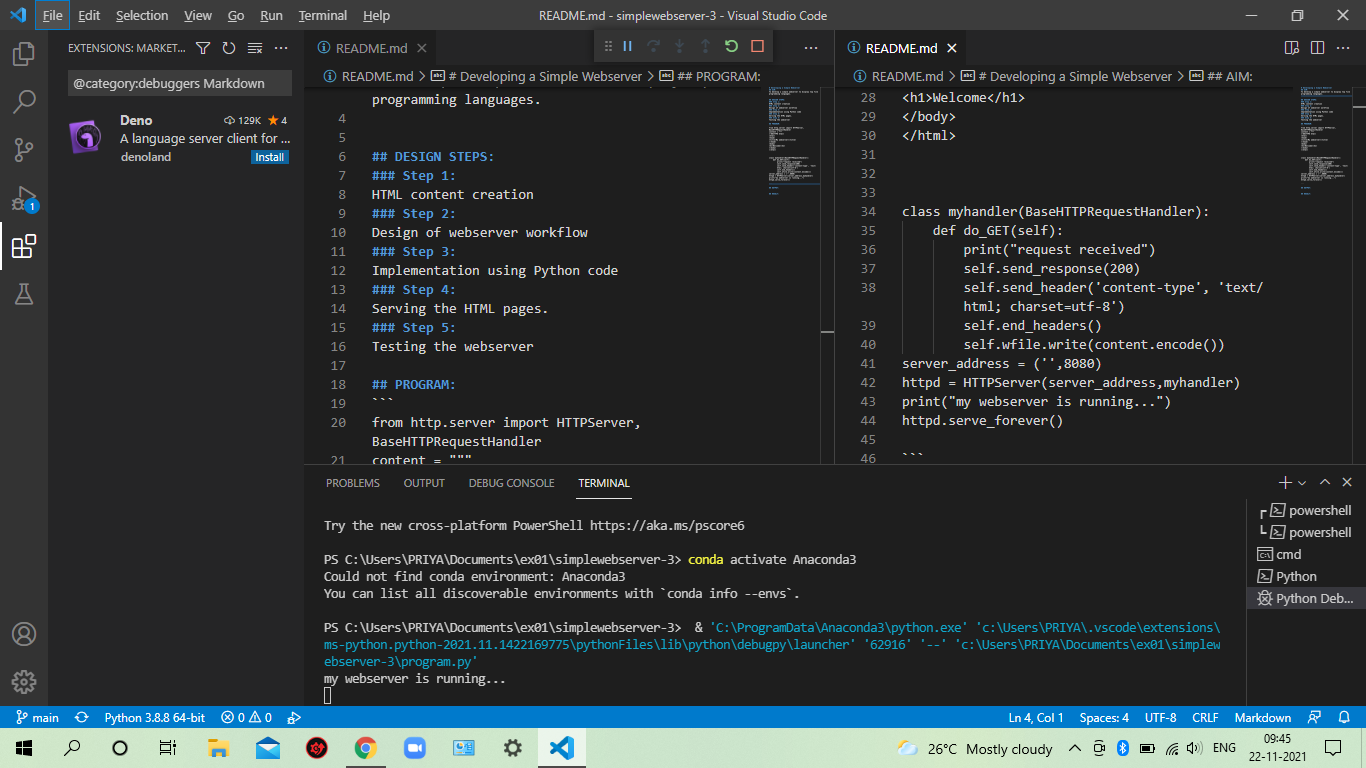 File Edit Selection View Go Run Terminal Help
README.md - simplewebserver-3 - Visual Studio Code
EXTENSIONS: MARKET...
@category:debuggers Markdown
Deno 129K 4
A language server client for ...
denoland Install
1
README.md
README.md > # Developing a Simple Webserver > ## PROGRAM:
programming languages.
4
5
6 ## DESIGN STEPS:
7 ### Step 1:
8 HTML content creation
9 ### Step 2:
10 Design of webserver workflow
11 ### Step 3:
12 Implementation using Python code
13 ### Step 4:
14 Serving the HTML pages.
15 ### Step 5:
16 Testing the webserver
17
18 ## PROGRAM:
19 ```
20 from http.server import HTTPServer,
BaseHTTPRequestHandler
21 content = """
README.md
README.md > # Developing a Simple Webserver > ## AIM:
28 <h1>Welcome</h1>
29 </body>
30 </html>
31
32
33
34 class myhandler(BaseHTTPRequestHandler):
35 def do_GET(self):
36 print("request received")
37 self.send_response(200)
38 self.send_header('content-type', 'text/
html; charset=utf-8')
39 self.end_headers()
40 self.wfile.write(content.encode())
41 server_address = ('',8080)
42 httpd = HTTPServer(server_address,myhandler)
43 print("my webserver is running...")
44 httpd.serve_forever()
45
46 ```
PROBLEMS OUTPUT DEBUG CONSOLE TERMINAL
Try the new cross-platform PowerShell https://aka.ms/pscore6
PS C:\Users\PRIYA\Documents\ex01\simplewebserver-3> conda activate Anaconda3
Could not find conda environment: Anaconda3
You can list all discoverable environments with `conda info --envs`.
PS C:\Users\PRIYA\Documents\ex01\simplewebserver-3> & 'C:\ProgramData\Anaconda3\python.exe' 'c:\Users\PRIYA\.vscode\extensions\
ms-python.python-2021.11.1422169775\pythonFiles\lib\python\debugpy\launcher' '62916' '--' 'c:\Users\PRIYA\Documents\ex01\simplew
ebserver-3\program.py'
my webserver is running...
powershell
powershell
cmd
Python
Python Deb...
main Python 3.8.8 64-bit 0 0 Ln 4, Col 1 Spaces: 4 UTF-8 CRLF Markdown
26°C Mostly cloudy ENG 09:45
22-11-2021